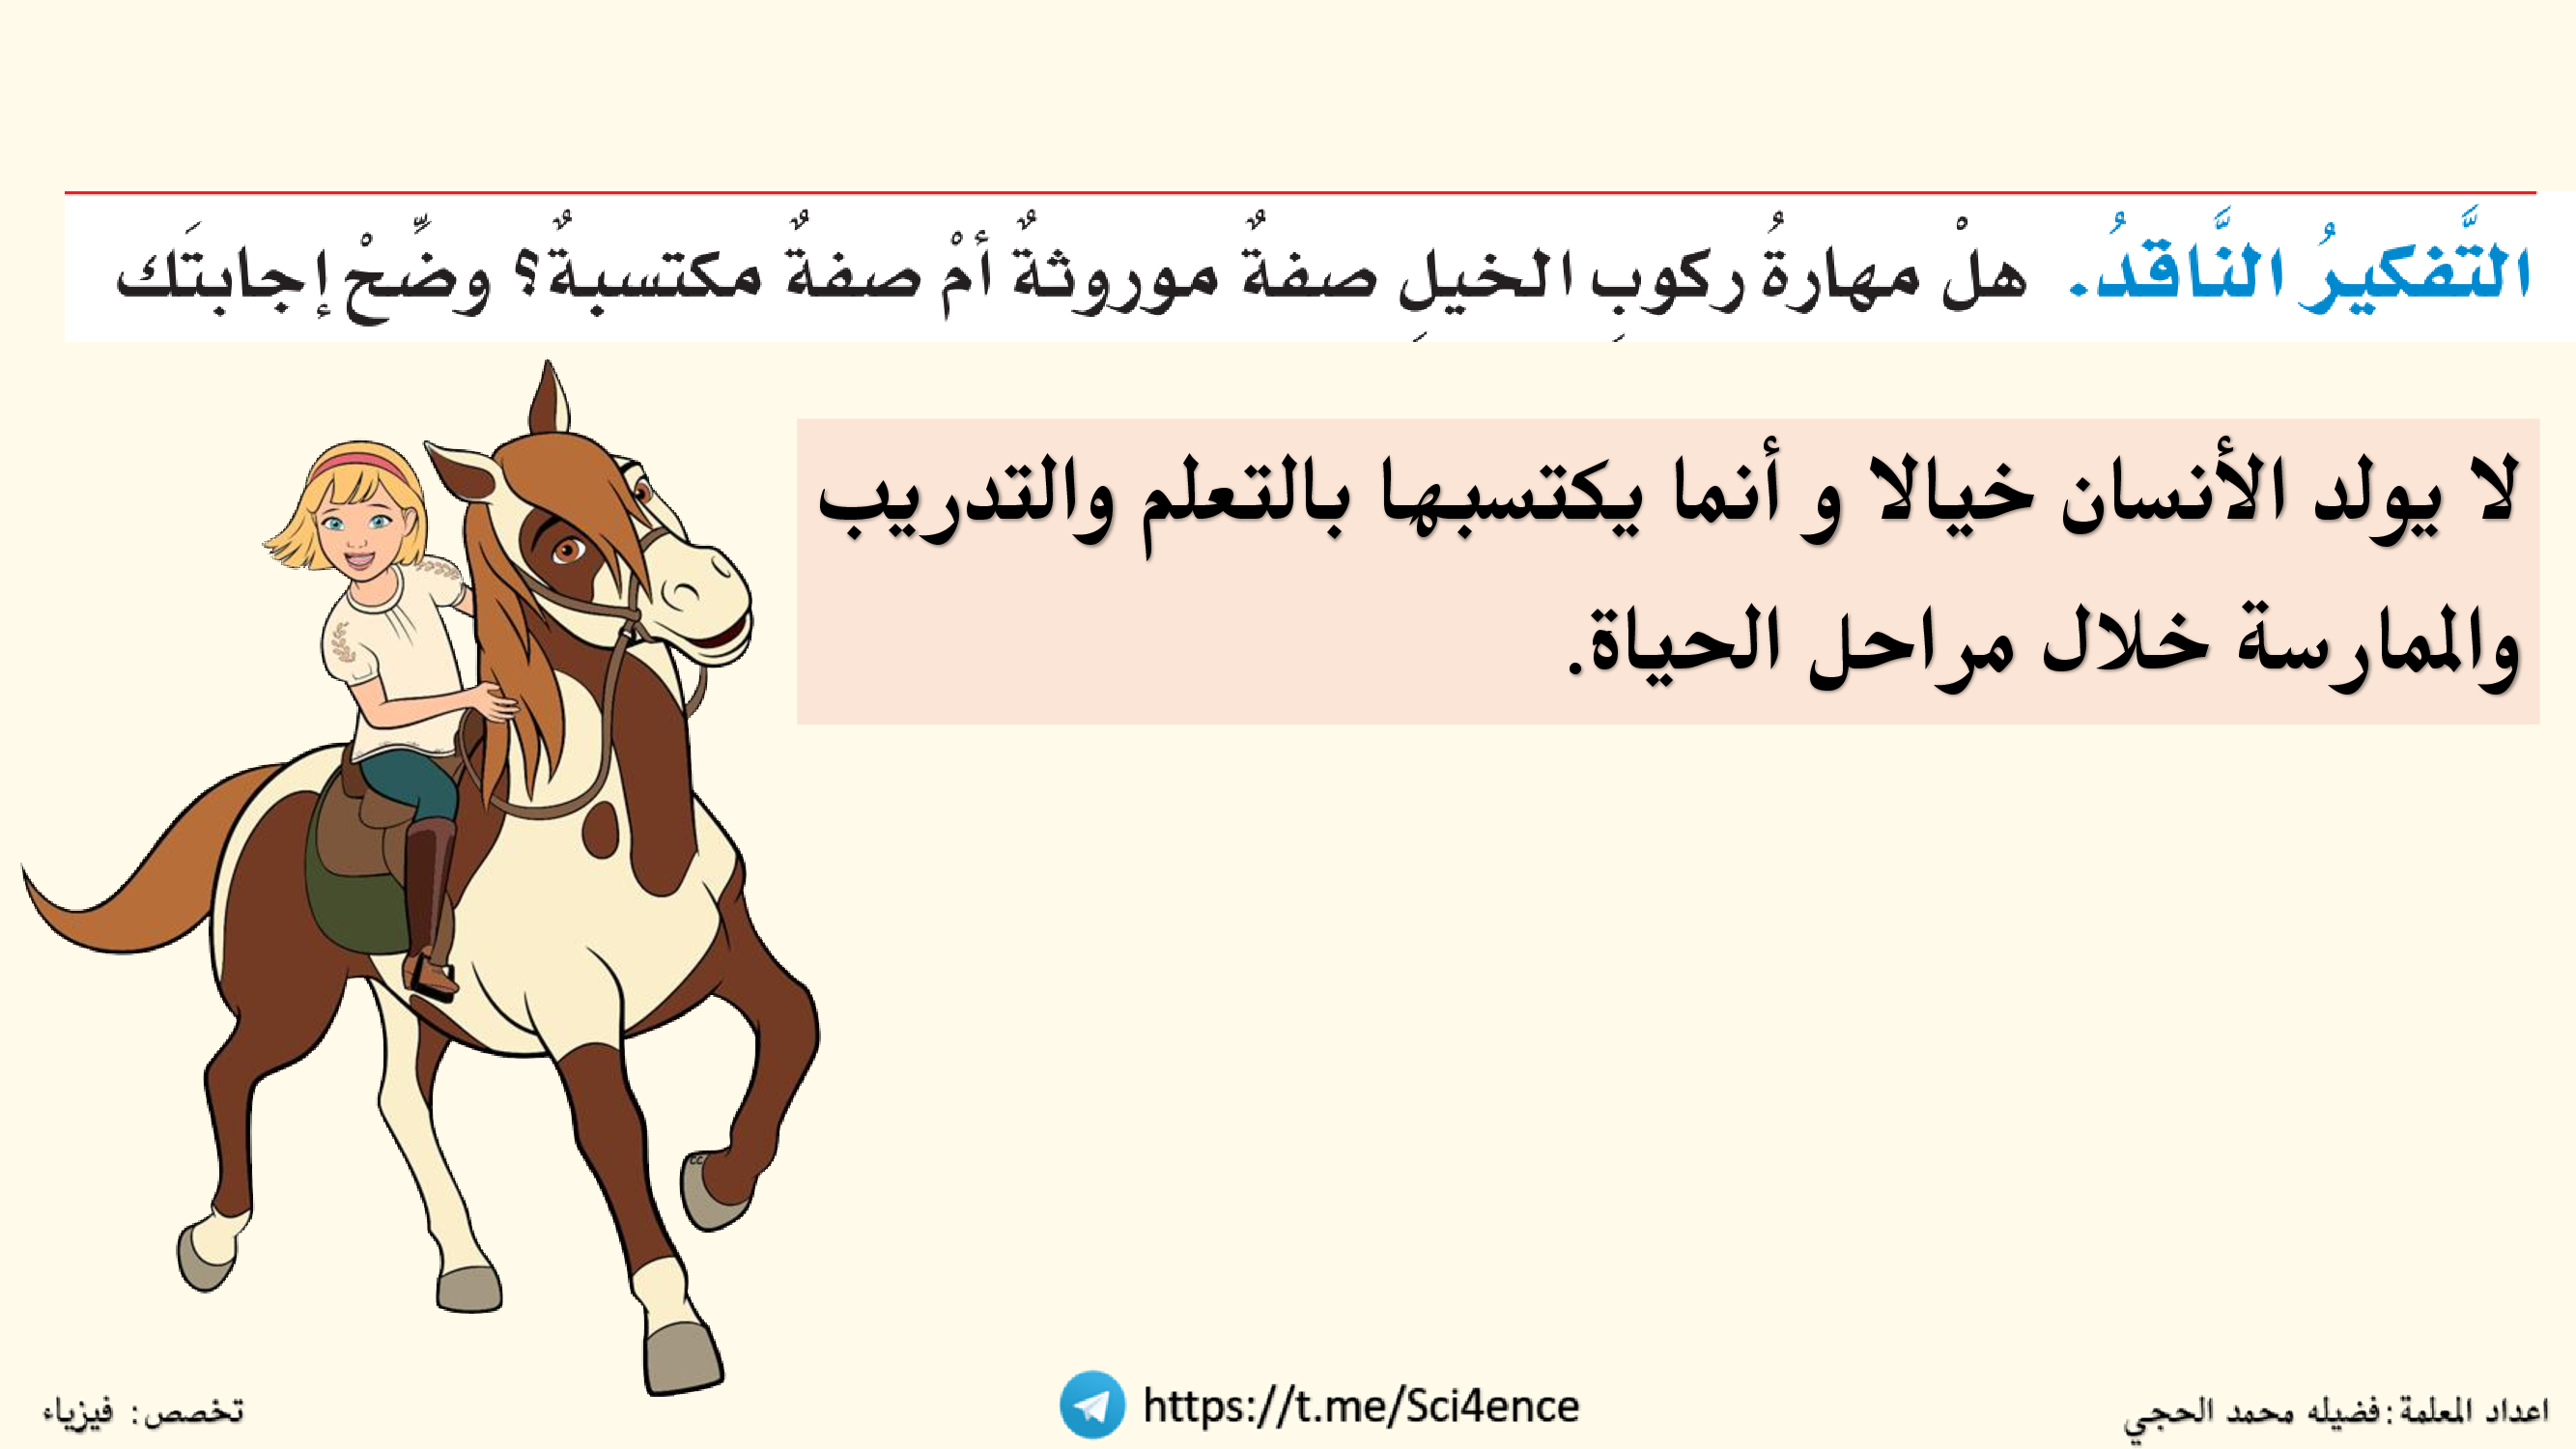 التَّفكيرُ النَّاقدُ. هلْ مهارةُ ركوبِ الخيلِ صفةٌ موروثةٌ أمْ صفةٌ مكتسبةٌ؟ وضِّحْ إجابتَك
لا يولد الأنسان خيالا و أنما يكتسبها بالتعلم والتدريب
والممارسة خلال مراحل الحياة.
اعداد المعلمة:فضيله محمد الحجي
https://t.me/Sci4ence
تخصص: فيزياء